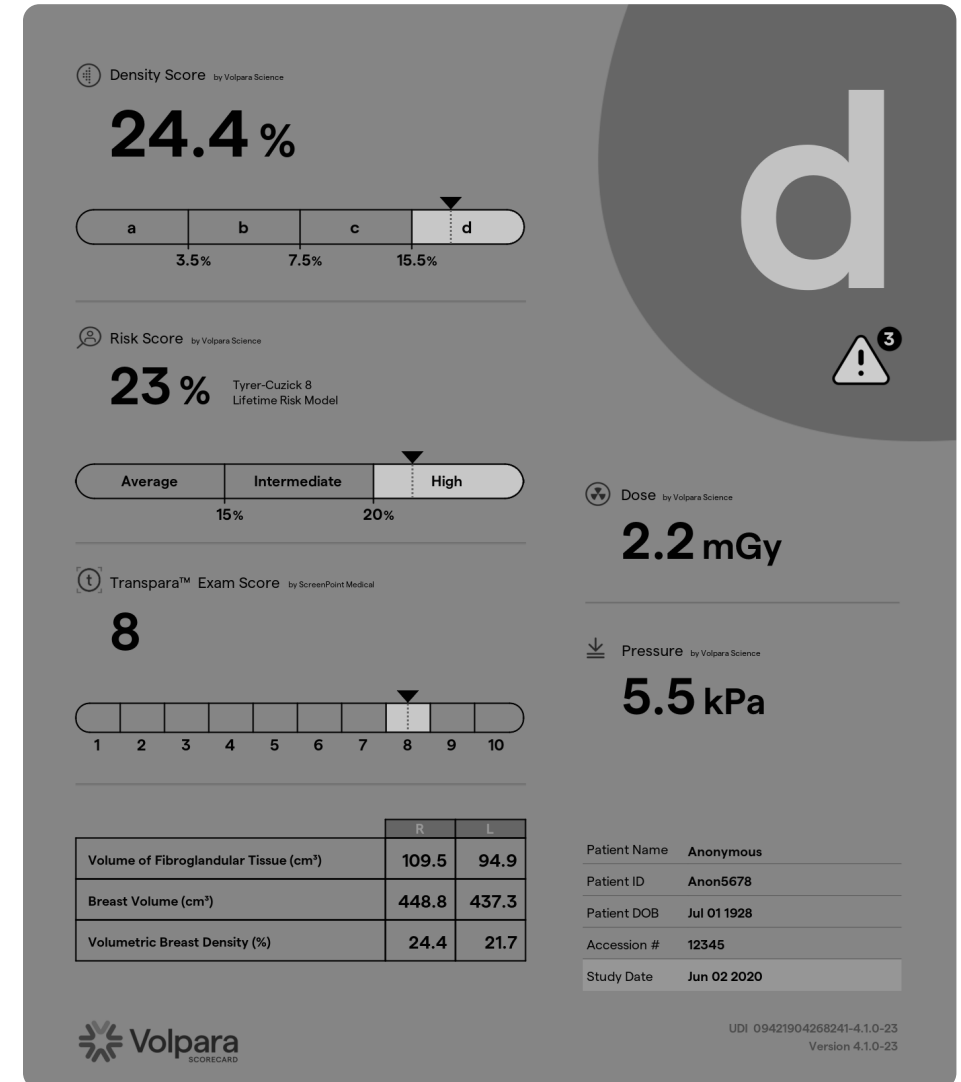 Density Score by Volpara Science
24.4 %
a b c d
3.5% 7.5% 15.5%
Risk Score by Volpara Science
23 % Tyrer-Cuzick 8
Lifetime Risk Model
Average Intermediate High
15% 20%
Transpara™ Exam Score by ScreenPoint Medical
8
1 2 3 4 5 6 7 8 9 10
R L
Volume of Fibroglandular Tissue (cm³) 109.5 94.9
Breast Volume (cm³) 448.8 437.3
Volumetric Breast Density (%) 24.4 21.7
Volpara
SCORECARD
d
3
Dose by Volpara Science
2.2 mGy
Pressure by Volpara Science
5.5 kPa
Patient Name Anonymous
Patient ID Anon5678
Patient DOB Jul 01 1928
Accession # 12345
Study Date Jun 02 2020
UDI 09421904268241-4.1.0-23
Version 4.1.0-23